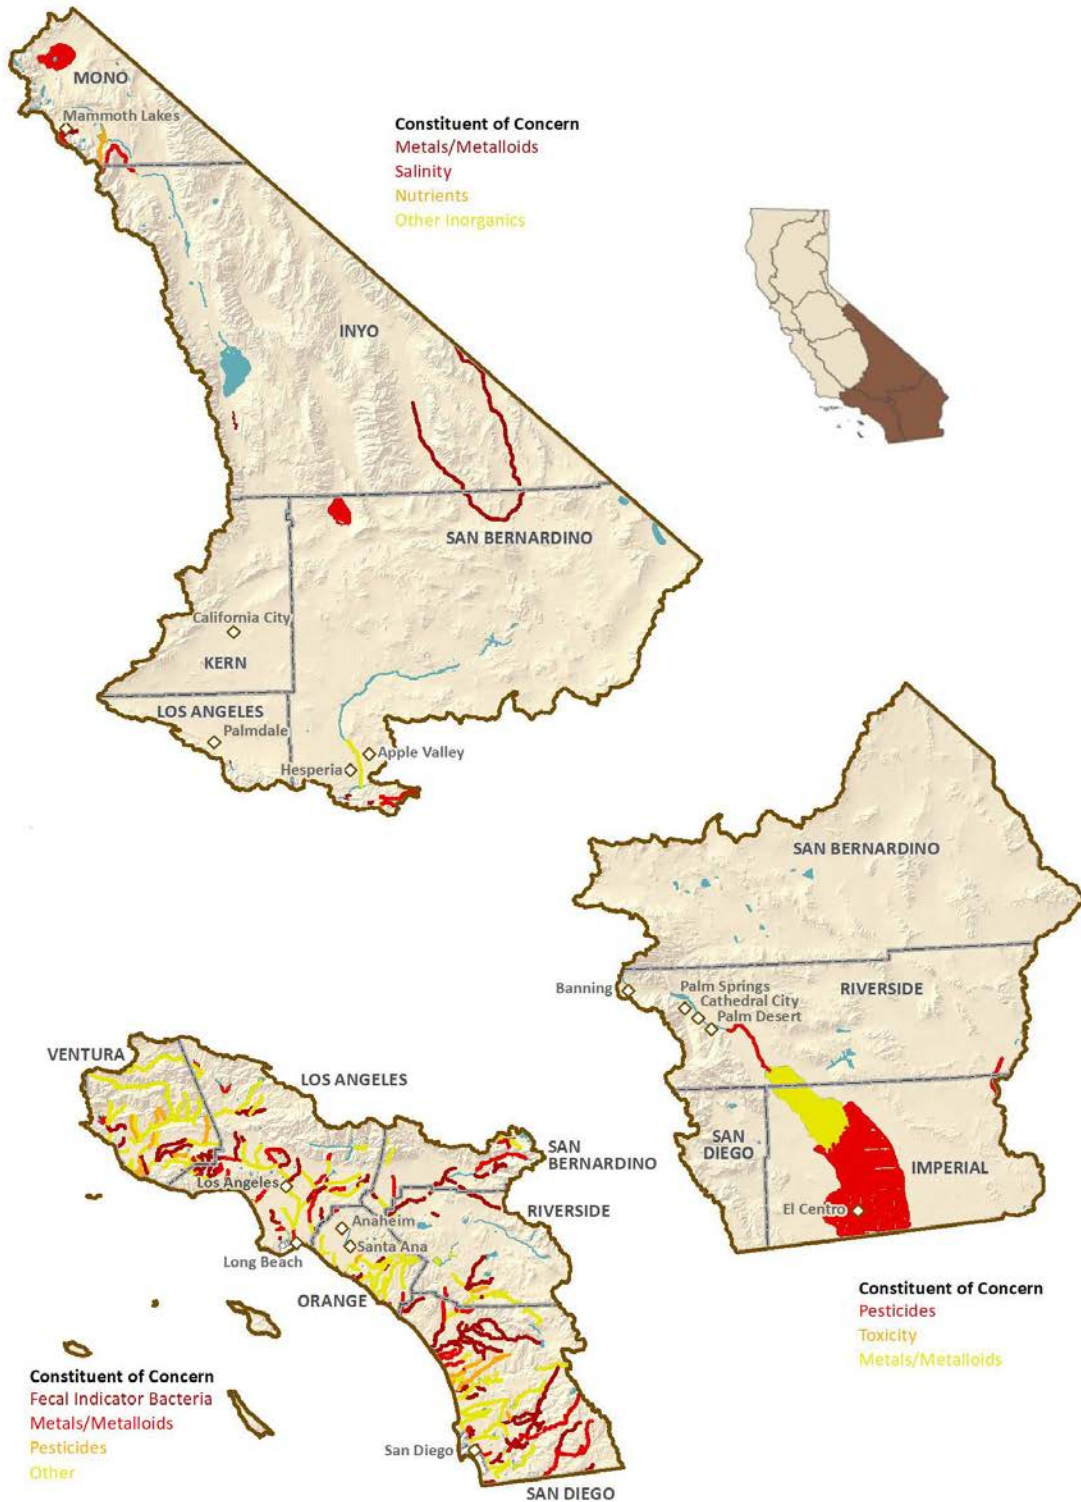 MONO
Mammoth Lakes
Constituent of Concern
Metals/Metalloids
Salinity
Nutrients
Other Inorganics
INYO
SAN BERNARDINO
California City
KERN
LOS ANGELES
Palmdale
Apple Valley
Hesperia
SAN BERNARDINO
Banning
Palm Springs
Cathedral City
Palm Desert
RIVERSIDE
SAN
DIEGO
IMPERIAL
El Centro
Constituent of Concern
Pesticides
Toxicity
Metals/Metalloids
VENTURA
LOS ANGELES
SAN
BERNARDINO
Los Angeles
RIVERSIDE
Anaheim
Santa Ana
Long Beach
ORANGE
Constituent of Concern
Fecal Indicator Bacteria
Metals/Metalloids
Pesticides
Other
San Diego
SAN DIEGO